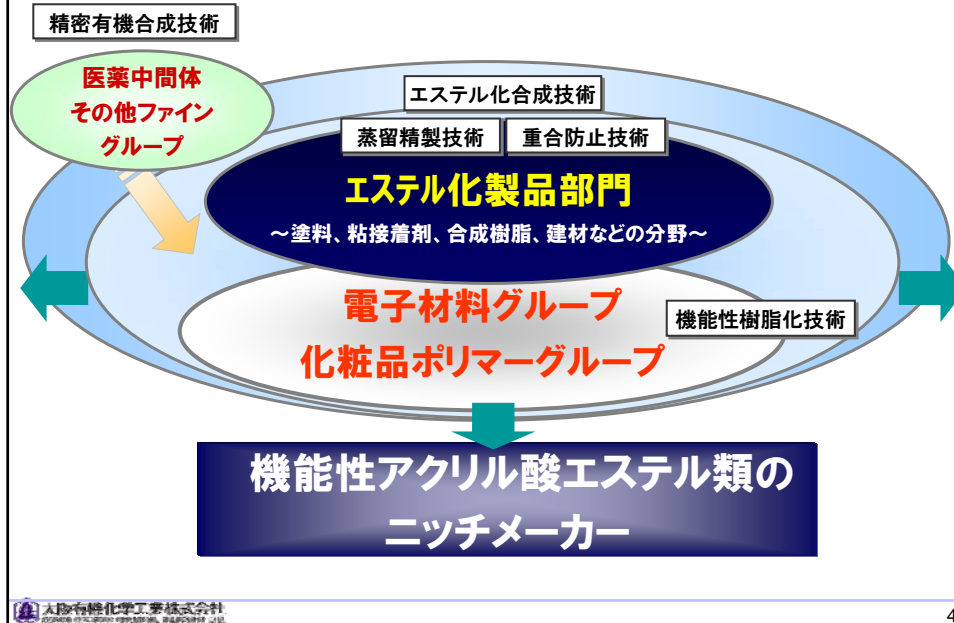 精密有機合成技術
医薬中間体
その他ファイン
グループ
エステル化合成技術
蒸留精製技術
重合防止技術
エステル化製品部門
～塗料、粘接着剤、合成樹脂、建材などの分野～
電子材料グループ
機能性樹脂化技術
化粧品ポリマーグループ
機能性アクリル酸エステル類の
ニッチメーカー
大阪有機化学工業株式会社
4